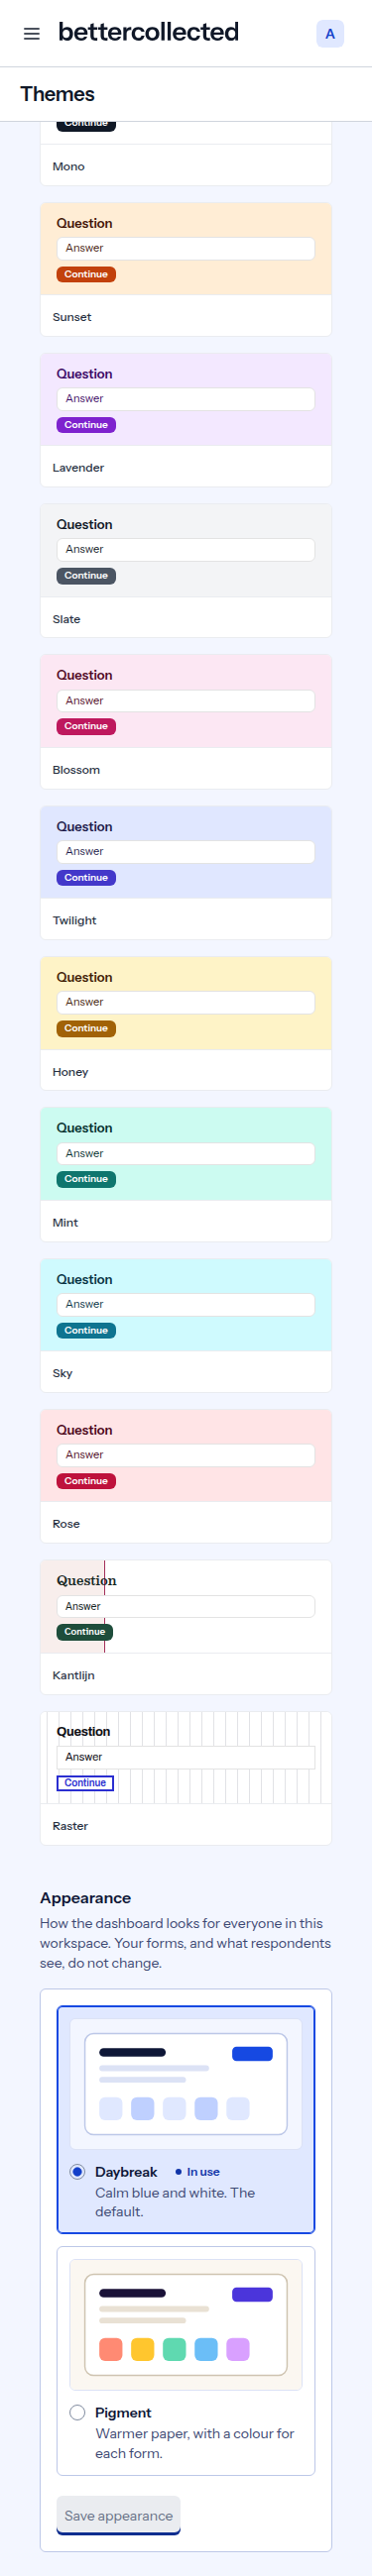 bettercollected
A
Themes
Continue
Mono
Question
Answer
Continue
Sunset
Question
Answer
Continue
Lavender
Question
Answer
Continue
Slate
Question
Answer
Continue
Blossom
Question
Answer
Continue
Twilight
Question
Answer
Continue
Honey
Question
Answer
Continue
Mint
Question
Answer
Continue
Sky
Question
Answer
Continue
Rose
Question
Answer
Continue
Kantlijn
Question
Answer
Continue
Raster
Appearance
How the dashboard looks for everyone in this
workspace. Your forms, and what respondents
see, do not change.
Daybreak In use
Calm blue and white. The
default.
Pigment
Warmer paper, with a colour for
each form.
Save appearance